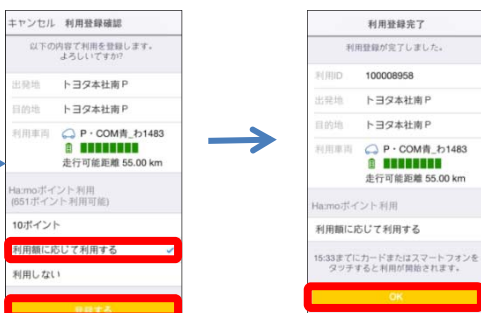 キャンセル 利用登録確認
以下の内容で利用を登録します。
よろしいですか?
出発地 トヨタ本社南P
目的地 トヨタ本社南P
利用車両 P・COM青_わ1483
走行可能距離 55.00 km
Ha:moポイント利用
(651ポイント利用可能)
10ポイント
利用額に応じて利用する
利用しない
登録する
利用登録完了
利用登録が完了しました。
利用ID 100008958
出発地 トヨタ本社南P
目的地 トヨタ本社南P
利用車両 P・COM青_わ1483
走行可能距離 55.00 km
Ha:moポイント利用
利用額に応じて利用する
15:33までにカードまたはスマートフォンを
タッチすると利用が開始されます。
OK